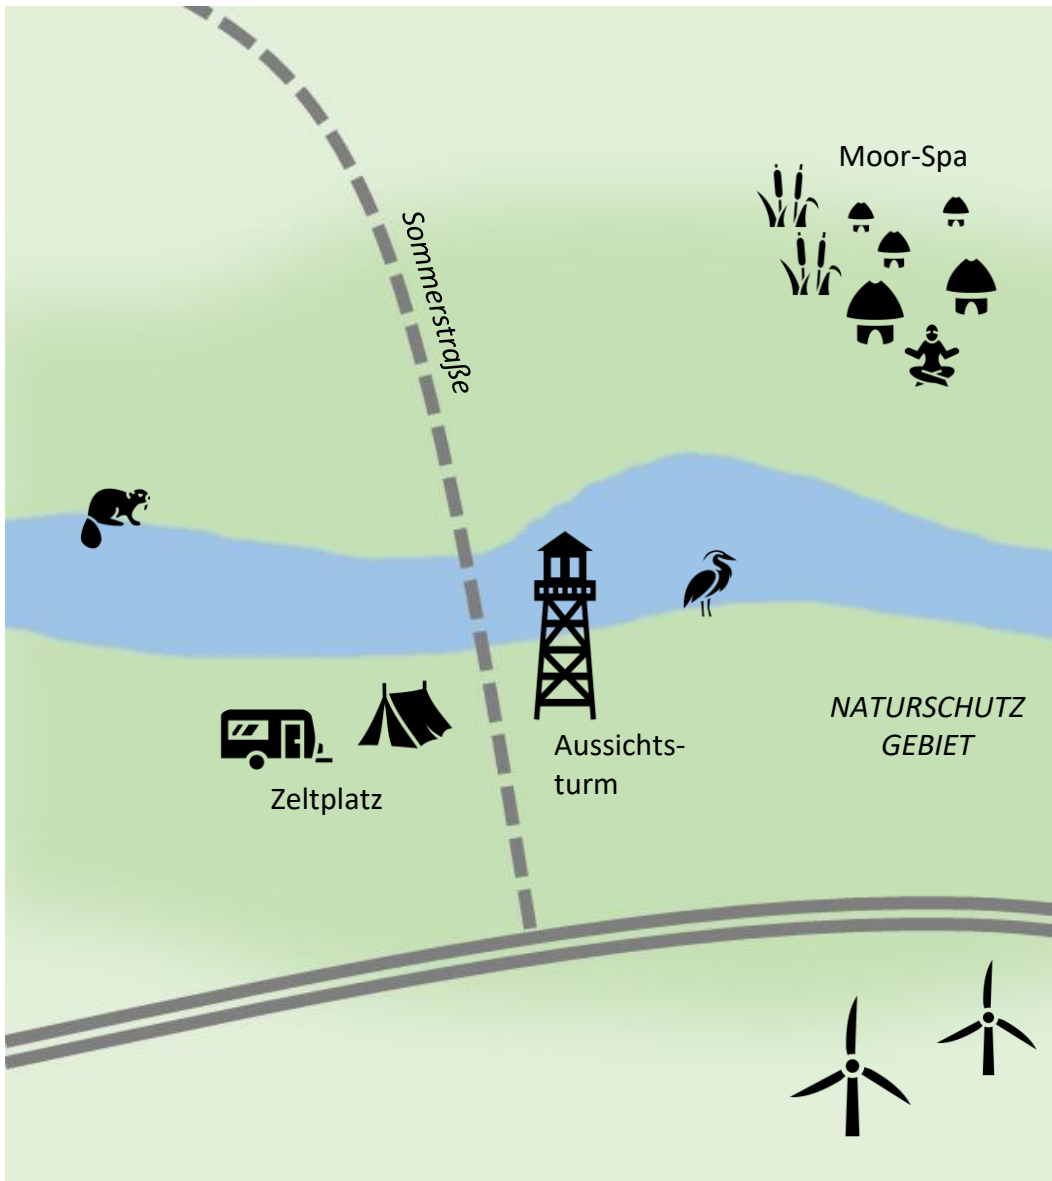 Moor-Spa
Sommerstraße
NATURSCHUTZ
GEBIET
Aussichts-
turm
Zeltplatz